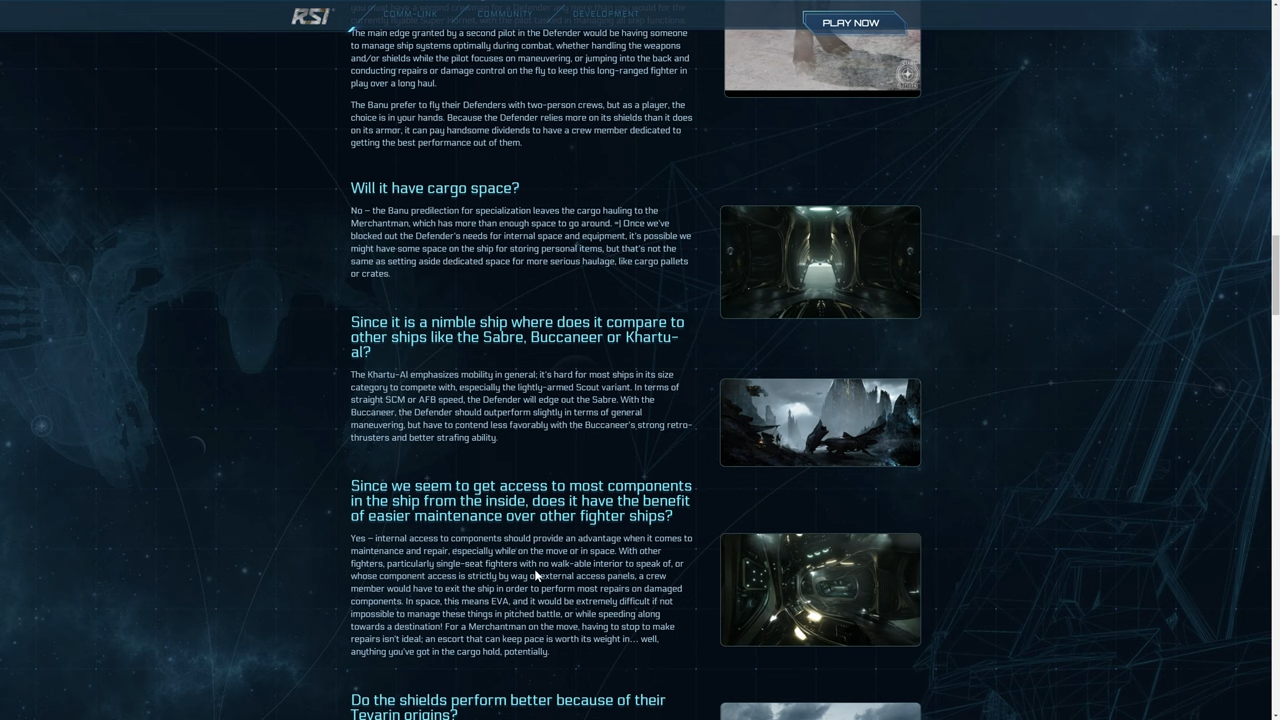 RSI
COMM-LINK
COMMUNITY
DEVELOPMENT
PLAY NOW
currently flyable Super Hornet, with the pilot tasked in managing all ship functions.
The main edge granted by a second pilot in the Defender would be having someone
to manage ship systems optimally during combat, whether handling the weapons
and/or shields while the pilot focuses on maneuvering, or jumping into the back and
conducting repairs or damage control on the fly to keep this long-ranged fighter in
play over a long haul.
The Banu prefer to fly their Defenders with two-person crews, but as a player, the
choice is in your hands. Because the Defender relies more on its shields than it does
on its armor, it can pay handsome dividends to have a crew member dedicated to
getting the best performance out of them.
Will it have cargo space?
No – the Banu predilection for specialization leaves the cargo hauling to the
Merchantman, which has more than enough space to go around. =) Once we've
blocked out the Defender's needs for internal space and equipment, it's possible we
might have some space on the ship for storing personal items, but that's not the
same as setting aside dedicated space for more serious haulage, like cargo pallets
or crates.
Since it is a nimble ship where does it compare to
other ships like the Sabre, Buccaneer or Khartu-
al?
The Khartu-Al emphasizes mobility in general; it's hard for most ships in its size
category to compete with, especially the lightly-armed Scout variant. In terms of
straight SCM or AFB speed, the Defender will edge out the Sabre. With the
Buccaneer, the Defender should outperform slightly in terms of general
maneuvering, but have to contend less favorably with the Buccaneer's strong retro-
thrusters and better strafing ability.
Since we seem to get access to most components
in the ship from the inside, does it have the benefit
of easier maintenance over other fighter ships?
Yes – internal access to components should provide an advantage when it comes to
maintenance and repair, especially while on the move or in space. With other
fighters, particularly single-seat fighters with no walk-able interior to speak of, or
whose component access is strictly by way of external access panels, a crew
member would have to exit the ship in order to perform most repairs on damaged
components. In space, this means EVA, and it would be extremely difficult if not
impossible to manage these things in pitched battle, or while speeding along
towards a destination! For a Merchantman on the move, having to stop to make
repairs isn't ideal; an escort that can keep pace is worth its weight in... well,
anything you've got in the cargo hold, potentially.
Do the shields perform better because of their
Tevarin origins?